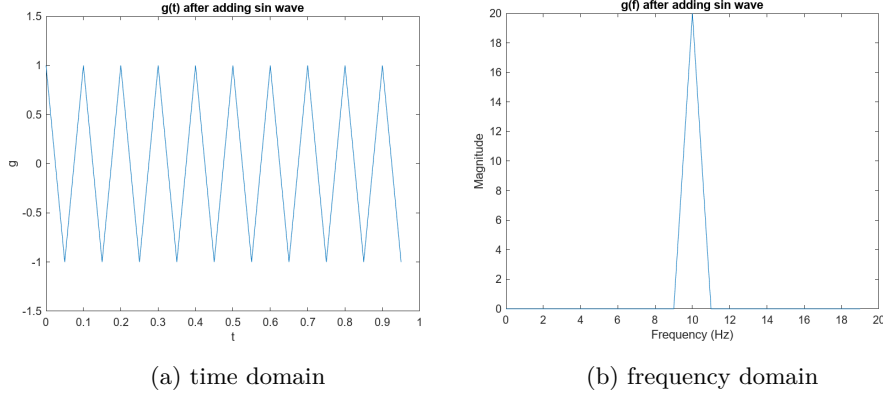 g(t) after adding sin wave
1.5
1
0.5
0
-0.5
-1
-1.5
g
0 0.1 0.2 0.3 0.4 0.5 0.6 0.7 0.8 0.9 1
t
(a) time domain
g(f) after adding sin wave
20
18
16
14
12
10
8
6
4
2
0
Magnitude
0 2 4 6 8 10 12 14 16 18 20
Frequency (Hz)
(b) frequency domain